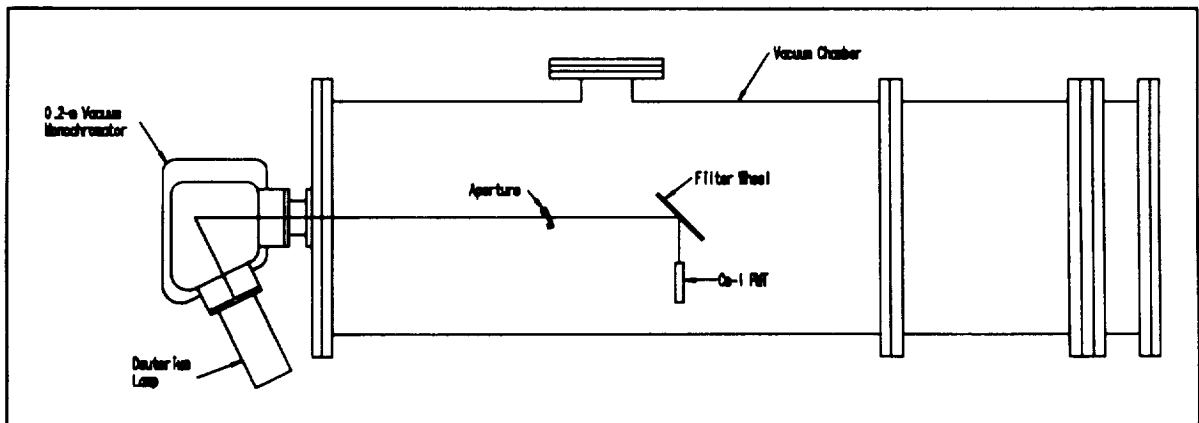 Vacuum Chamber
0.2-m Vacuum
Monochromator
Aperture
Filter Wheel
Cs-I PMT
Deuterium
Lamp